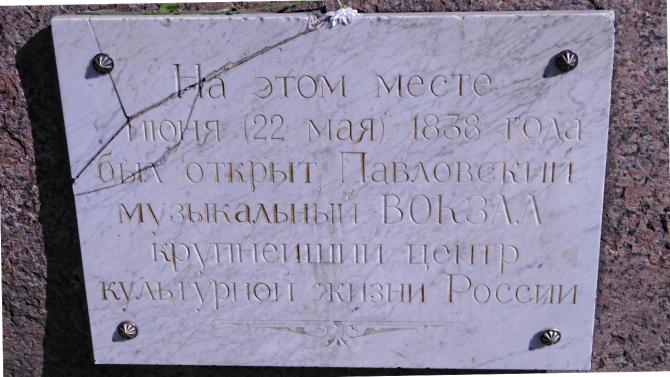 На этом месте
июня (22 мая) 1838 года
был открыт Павловский
музыкальный ВОКЗАЛ
крупнейший центр
культурной жизни России